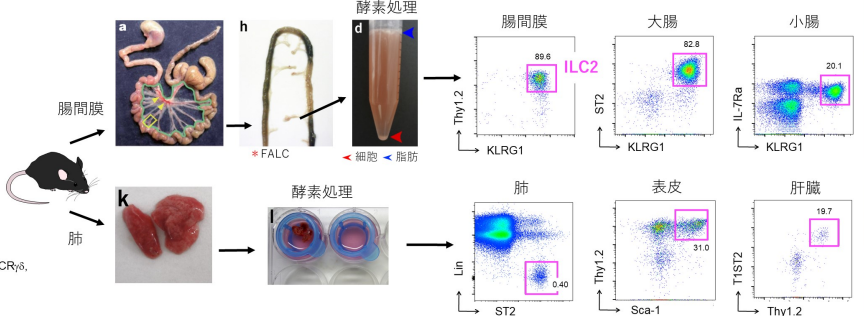 酵素処理
a
h
d
腸間膜
＊FALC
細胞 脂肪
腸間膜
大腸
小腸
89.6
ILC2
82.8
20.1
Thy1.2
KLRG1
ST2
KLRG1
IL-7Ra
KLRG1
肺
k
酵素処理
l
肺
表皮
肝臓
0.40
31.0
19.7
Lin
ST2
Thy1.2
Sca-1
T1ST2
Thy1.2
CRγδ,